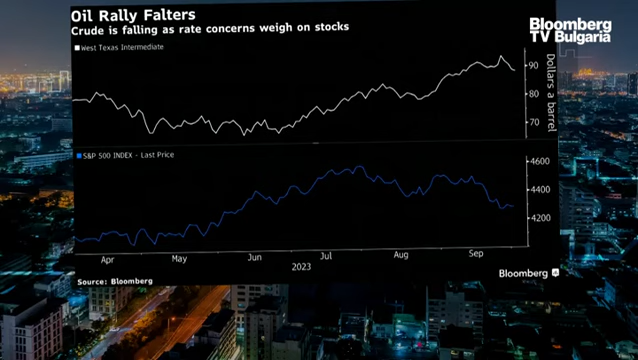 Oil Rally Falters
Crude is falling as rate concerns weigh on stocks
Bloomberg
TV Bulgaria
West Texas Intermediate
90
80
70
Dollars a barrel
S&P 500 INDEX - Last Price
4600
4400
4200
Apr May Jun Jul Aug Sep
2023
Source: Bloomberg
Bloomberg